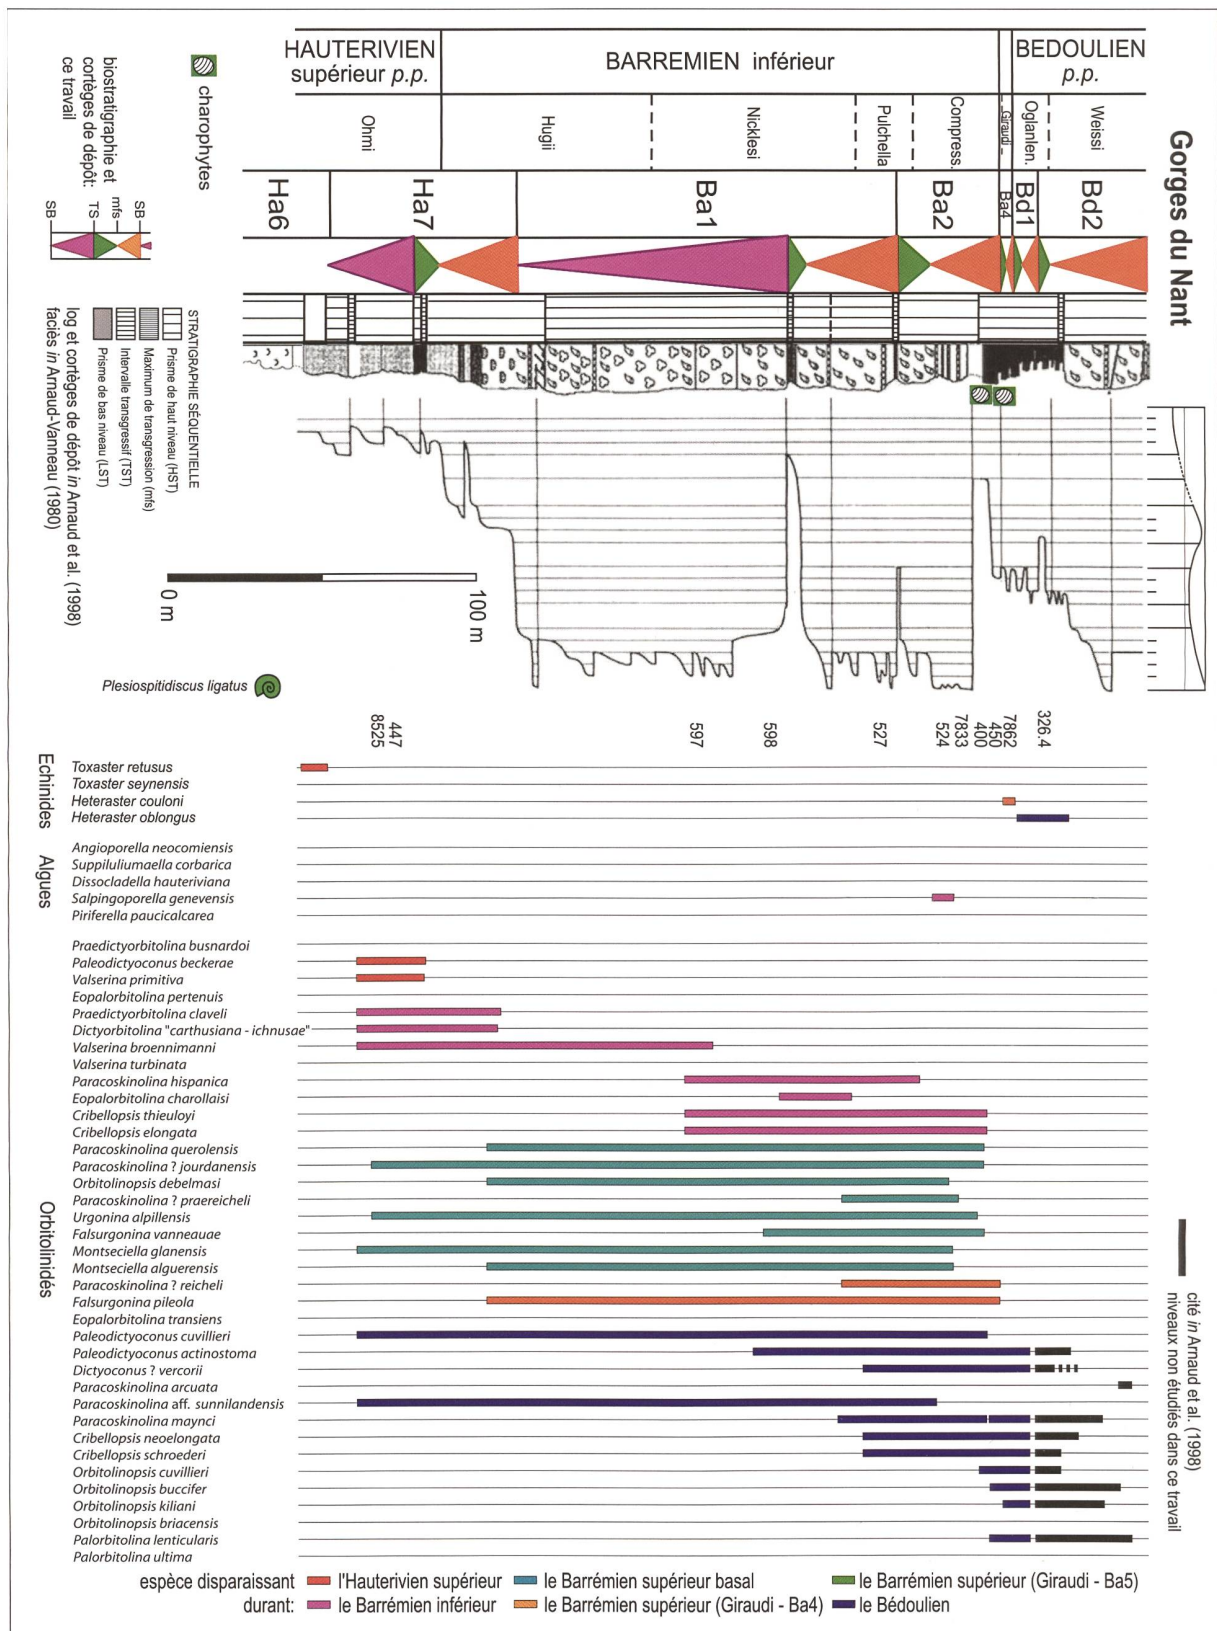 Gorges du Nant
HAUTERIVIEN
supérieur p.p.
BARREMIEN inférieur
BEDOULIEN
p.p.
Ohmi
Hugii
Nicklesi
Pulchella
Compress.
Giraudi
Oglanlen.
Weissi
Ha6
Ha7
Ba1
Ba2
Ba4
Bd1
Bd2
charophytes
biostratigraphie et
cortèges de dépôt:
ce travail
SB
TS
mfs
SB
STRATIGRAPHIE SÉQUENTIELLE
Prisme de haut niveau (HST)
Maximum de transgression (mfs)
Intervalle transgressif (TST)
Prisme de bas niveau (LST)
log et cortèges de dépôt in Arnaud et al. (1998)
faciès in Arnaud-Vanneau (1980)
0 m
100 m
Plesiospitidiscus ligatus
8525
447
597
598
527
524
7833
400
450
7862
326.4
Echinides
Toxaster retusus
Toxaster seynensis
Heteraster couloni
Heteraster oblongus
Algues
Angioporella neocomiensis
Suppiluliumaella corbarica
Dissocladella hauteriviana
Salpingoporella genevensis
Piriferella paucicalcarea
Orbitolinidés
Praedictyorbitolina busnardoi
Paleodictyoconus beckerae
Valserina primitiva
Eopalorbitolina pertenuis
Praedictyorbitolina claveli
Dictyorbitolina "carthusiana - ichnusae"
Valserina broennimanni
Valserina turbinata
Paracoskinolina hispanica
Eopalorbitolina charollaisi
Cribellopsis thieuloyi
Cribellopsis elongata
Paracoskinolina querolensis
Paracoskinolina ? jourdanensis
Orbitolinopsis debelmasi
Paracoskinolina ? praereicheli
Urgonina alpillensis
Falsurgonina vanneauae
Montseciella glanensis
Montseciella alguerensis
Paracoskinolina ? reicheli
Falsurgonina pileola
Eopalorbitolina transiens
Paleodictyoconus cuvillieri
Paleodictyoconus actinostoma
Dictyoconus ? vercorii
Paracoskinolina arcuata
Paracoskinolina aff. sunnilandensis
Paracoskinolina maynci
Cribellopsis neoelongata
Cribellopsis schroederi
Orbitolinopsis cuvillieri
Orbitolinopsis buccifer
Orbitolinopsis kiliani
Orbitolinopsis briacensis
Palorbitolina lenticularis
Palorbitolina ultima
cité in Arnaud et al. (1998)
niveaux non étudiés dans ce travail
espèce disparaissant
durant:
l'Hauterivien supérieur
le Barrémien inférieur
le Barrémien supérieur basal
le Barrémien supérieur (Giraudi - Ba4)
le Barrémien supérieur (Giraudi - Ba5)
le Bédoulien